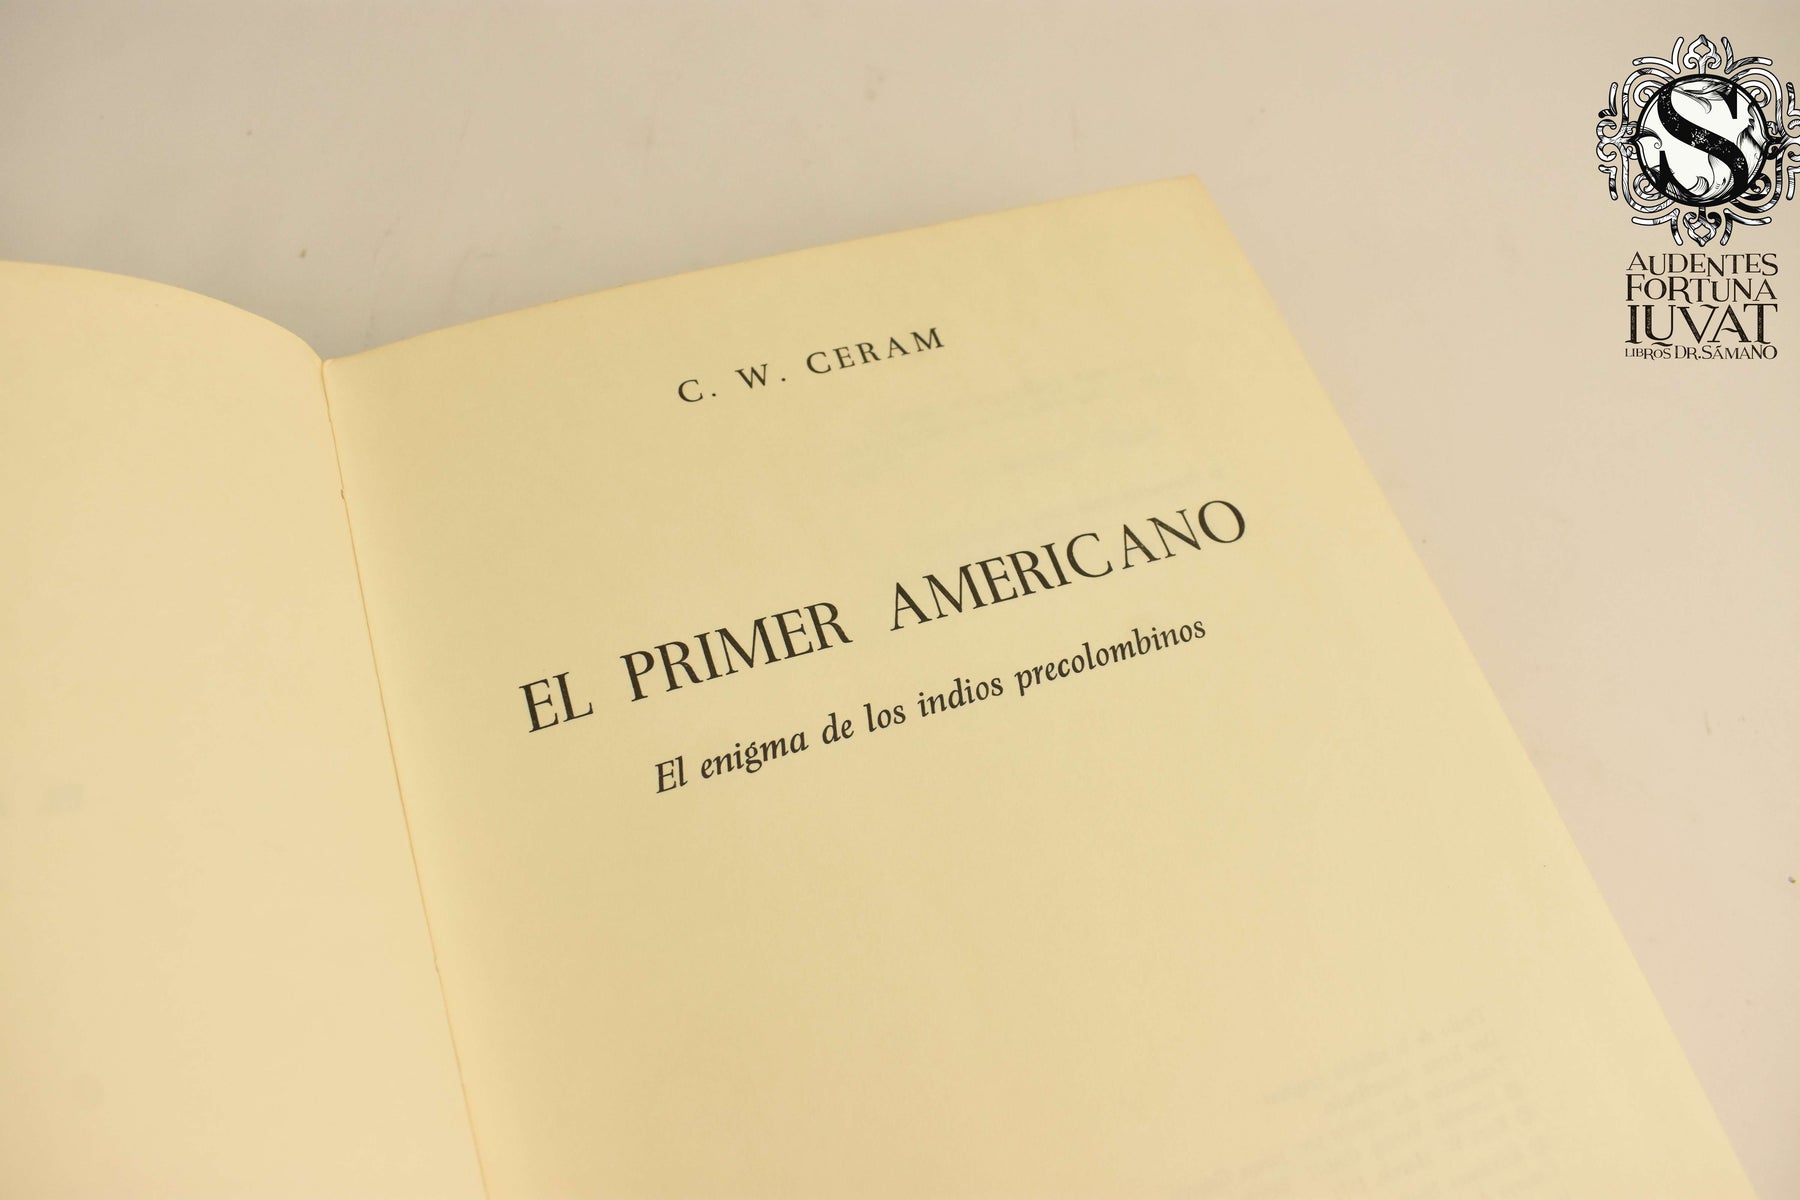 C. W. CERAM
EL PRIMER AMERICANO
El enigma de los indios precolombinos
S
AUDENTES
FORTUNA
IUVAT
LIBROS DR. SÁMANO